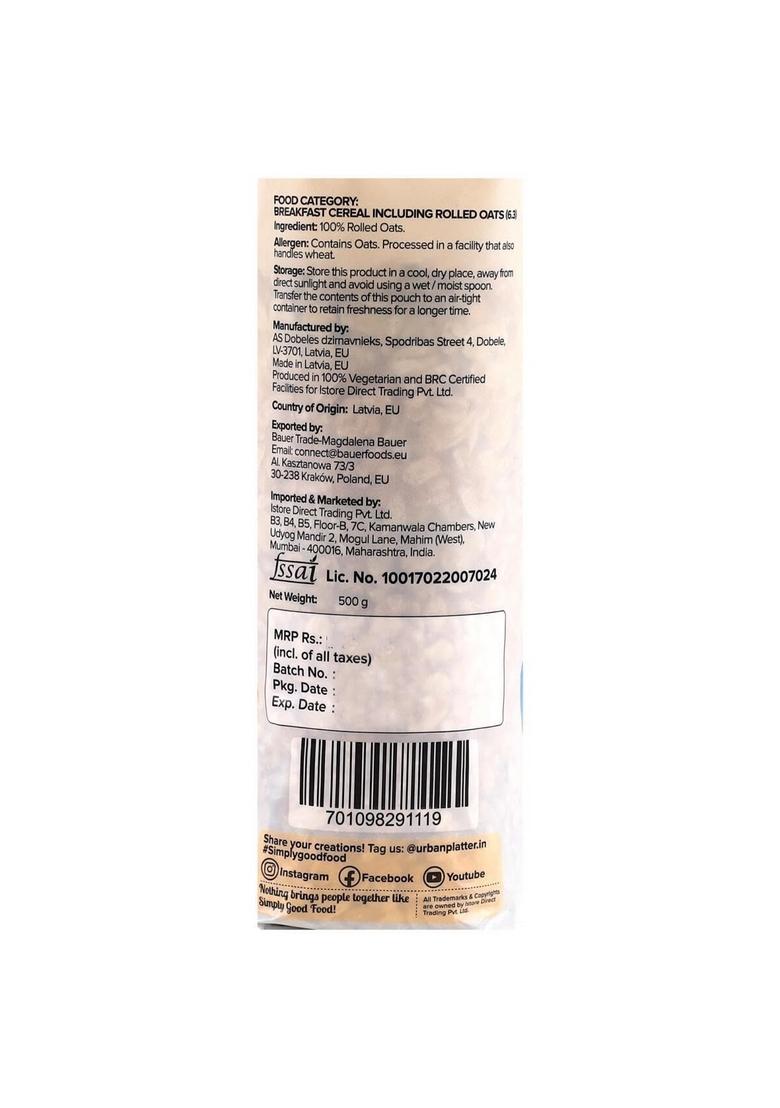 FOOD CATEGORY:
BREAKFAST CEREAL INCLUDING ROLLED OATS (6.3)
Ingredient: 100% Rolled Oats.
Allergen: Contains Oats. Processed in a facility that also
handles wheat.
Storage: Store this product in a cool, dry place, away from
direct sunlight and avoid using a wet / moist spoon.
Transfer the contents of this pouch to an air-tight
container to retain freshness for a longer time.
Manufactured by:
AS Dobeles dzirnavnieks, Spodribas Street 4, Dobele,
LV-3701, Latvia, EU
Made in Latvia, EU
Produced in 100% Vegetarian and BRC Certified
Facilities for Istore Direct Trading Pvt. Ltd.
Country of Origin: Latvia, EU
Exported by:
Bauer Trade-Magdalena Bauer
Email: connect@bauerfoods.eu
Al. Kasztanowa 73/3
30-238 Kraków, Poland, EU
Imported & Marketed by:
Istore Direct Trading Pvt. Ltd.
B3, B4, B5, Floor-B, 7C, Kamanwala Chambers, New
Udyog Mandir 2, Mogul Lane, Mahim (West),
Mumbai - 400016, Maharashtra, India.
fssai Lic. No. 10017022007024
Net Weight: 500 g
MRP Rs.:
(incl. of all taxes)
Batch No. :
Pkg. Date :
Exp. Date :
701098291119
Share your creations! Tag us: @urbanplatter.in
#Simplygoodfood
Instagram Facebook Youtube
Nothing brings people together like
Simply Good Food!
All Trademarks & Copyrights
are owned by Istore Direct
Trading Pvt. Ltd.